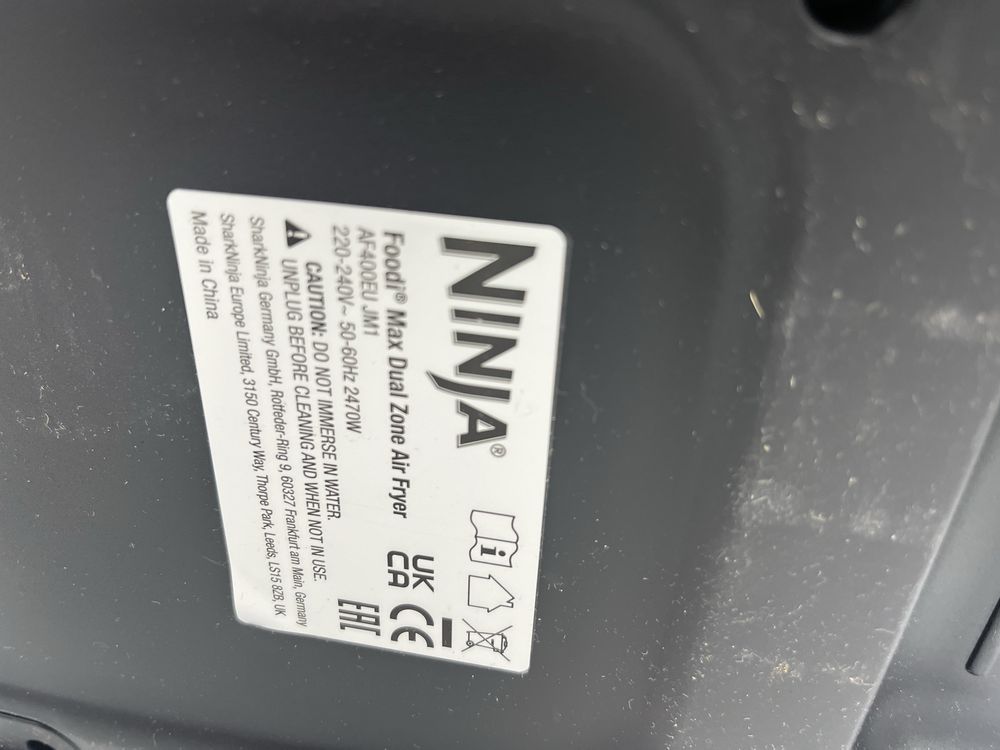 NINJA®
Foodi® Max Dual Zone Air Fryer
AF400EU JM1
220-240V~ 50-60Hz 2470W
CAUTION: DO NOT IMMERSE IN WATER.
UNPLUG BEFORE CLEANING AND WHEN NOT IN USE.
SharkNinja Germany GmbH, Rotfeder-Ring 9, 60327 Frankfurt am Main, Germany
SharkNinja Europe Limited, 3150 Century Way, Thorpe Park, Leeds, LS15 8ZB, UK
Made in China
i
UK
CA
CE
EAC